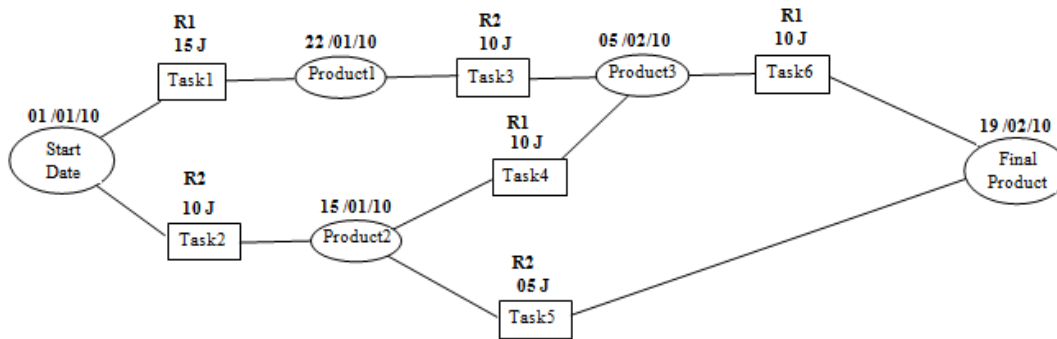 R1
15 J
Task1
22 /01/10
Product1
R2
10 J
Task3
05 /02/10
Product3
R1
10 J
Task6
01 /01/10
Start
Date
R1
10 J
Task4
19 /02/10
Final
Product
R2
10 J
Task2
15 /01/10
Product2
R2
05 J
Task5